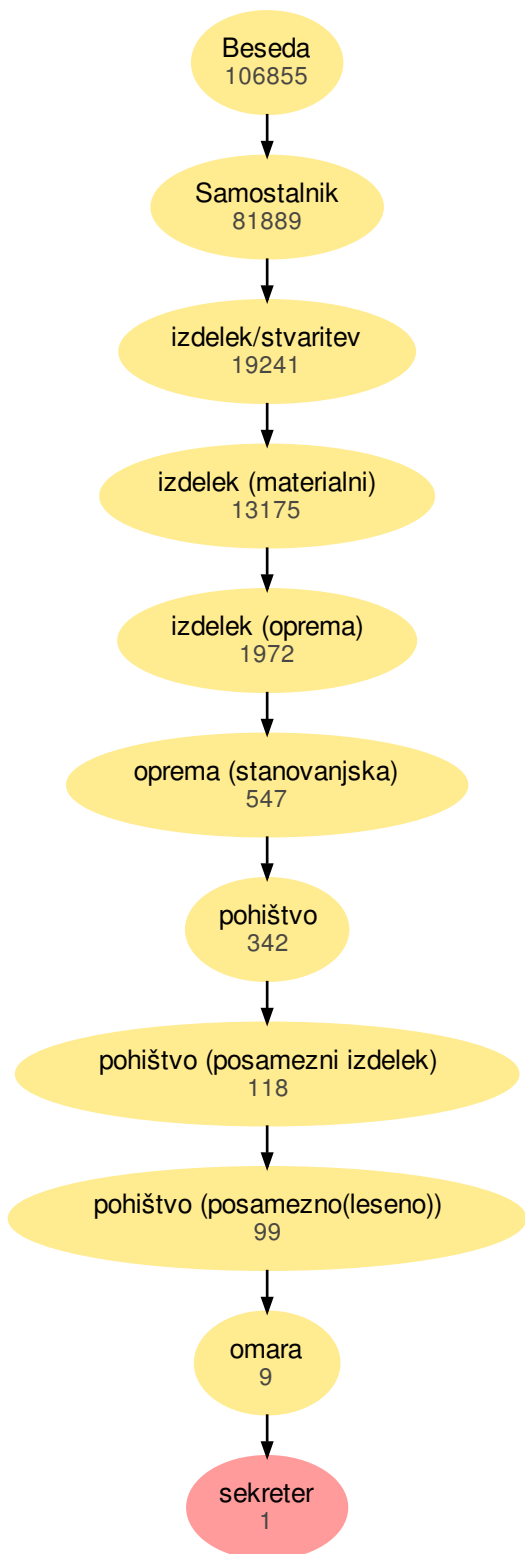 Beseda
106855
Samostalnik
81889
izdelek/stvaritev
19241
izdelek (materialni)
13175
izdelek (oprema)
1972
oprema (stanovanjska)
547
pohištvo
342
pohištvo (posamezni izdelek)
118
pohištvo (posamezno(leseno))
99
omara
9
sekreter
1